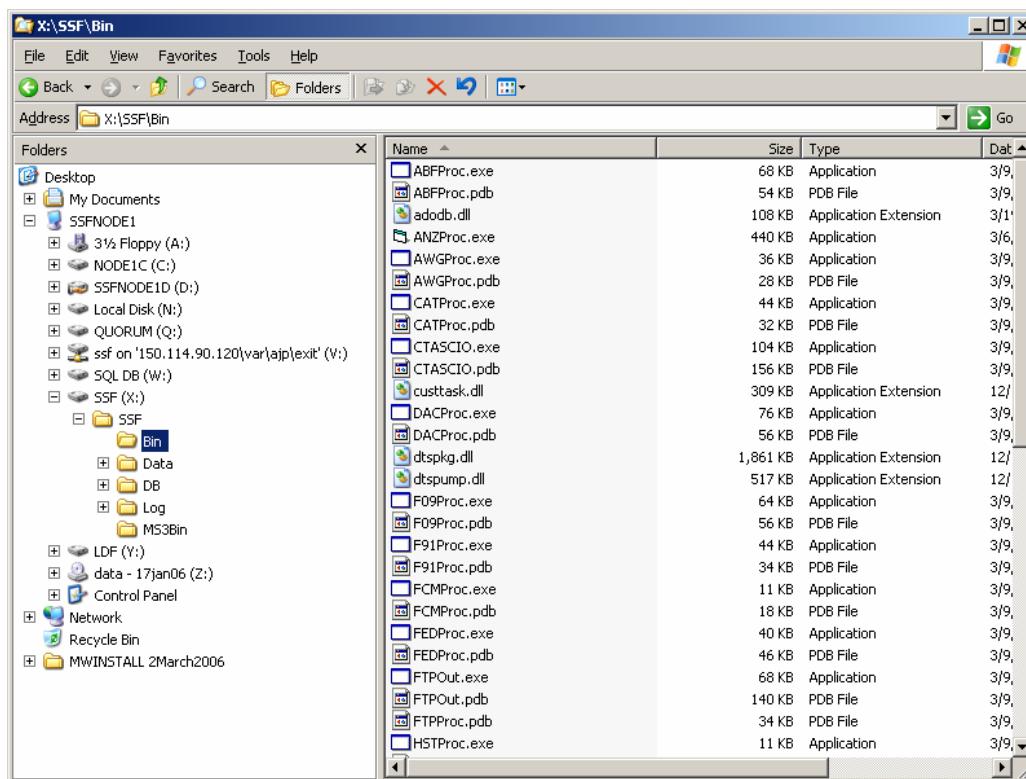 X:\SSF\Bin
File Edit View Favorites Tools Help
Back Search Folders
Address X:\SSF\Bin Go
Folders
Desktop
My Documents
SSFNODE1
3½ Floppy (A:)
NODE1C (C:)
SSFNODE1D (D:)
Local Disk (N:)
QUORUM (Q:)
ssf on '150.114.90.120\var\ajp\exit' (V:)
SQL DB (W:)
SSF (X:)
SSF
Bin
Data
DB
Log
MS3Bin
LDF (Y:)
data - 17jan06 (Z:)
Control Panel
Network
Recycle Bin
MWINSTALL 2March2006
Name Size Type Dat
ABFProc.exe 68 KB Application 3/9,
ABFProc.pdb 54 KB PDB File 3/9,
adodb.dll 108 KB Application Extension 3/1
ANZProc.exe 440 KB Application 3/6,
AWGProc.exe 36 KB Application 3/9,
AWGProc.pdb 28 KB PDB File 3/9,
CATProc.exe 44 KB Application 3/9,
CATProc.pdb 32 KB PDB File 3/9,
CTASCIO.exe 104 KB Application 3/9,
CTASCIO.pdb 156 KB PDB File 3/9,
custtask.dll 309 KB Application Extension 12/
DACProc.exe 76 KB Application 3/9,
DACProc.pdb 56 KB PDB File 3/9,
dtspkg.dll 1,861 KB Application Extension 12/
dtspump.dll 517 KB Application Extension 12/
F09Proc.exe 64 KB Application 3/9,
F09Proc.pdb 56 KB PDB File 3/9,
F91Proc.exe 44 KB Application 3/9,
F91Proc.pdb 34 KB PDB File 3/9,
FCMProc.exe 11 KB Application 3/9,
FCMProc.pdb 18 KB PDB File 3/9,
FEDProc.exe 40 KB Application 3/9,
FEDProc.pdb 46 KB PDB File 3/9,
FTPOut.exe 68 KB Application 3/9,
FTPOut.pdb 140 KB PDB File 3/9,
FTPProc.pdb 34 KB PDB File 3/9,
HSTProc.exe 11 KB Application 3/9,